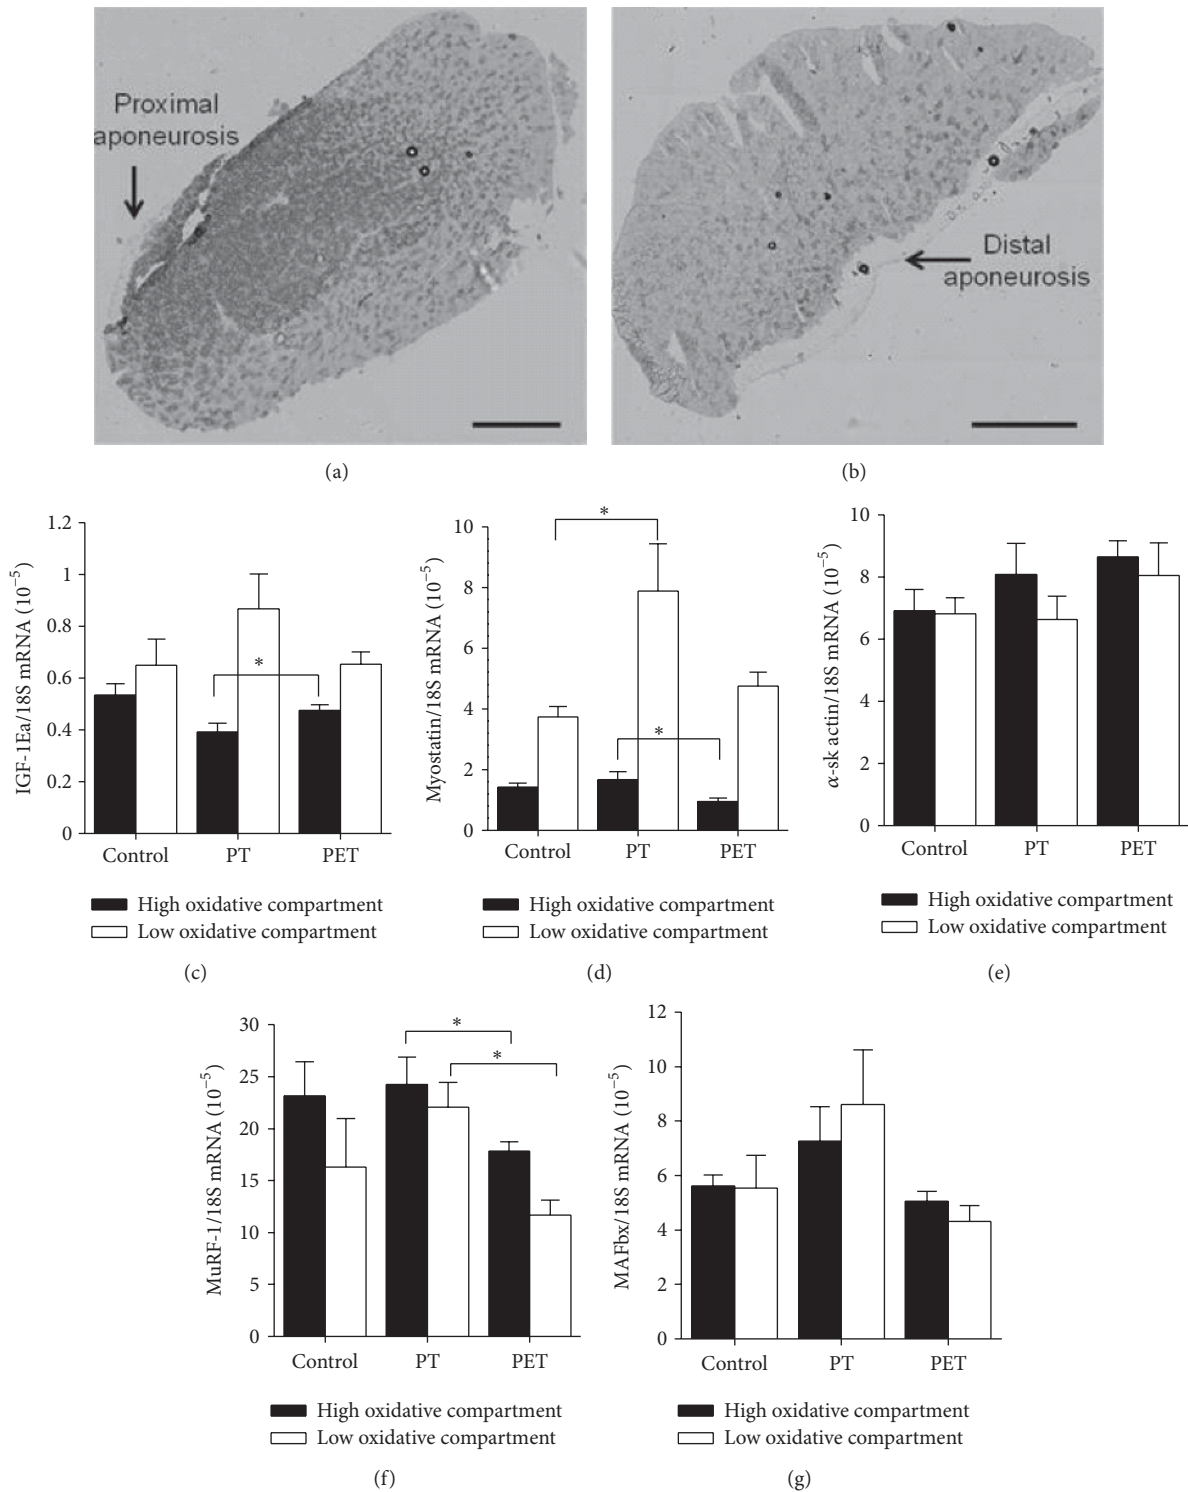 Proximal
aponeurosis
Distal
aponeurosis
(a)
(b)
IGF-1Ea/18S mRNA (10⁻⁵)
1.2
1
0.8
0.6
0.4
0.2
0
*
Control PT PET
High oxidative compartment
Low oxidative compartment
(c)
Myostatin/18S mRNA (10⁻⁵)
10
8
6
4
2
0
*
*
Control PT PET
High oxidative compartment
Low oxidative compartment
(d)
α-sk actin/18S mRNA (10⁻⁵)
10
8
6
4
2
0
Control PT PET
High oxidative compartment
Low oxidative compartment
(e)
MuRF-1/18S mRNA (10⁻⁵)
30
25
20
15
10
5
0
*
*
Control PT PET
High oxidative compartment
Low oxidative compartment
(f)
MAFbx/18S mRNA (10⁻⁵)
12
10
8
6
4
2
0
Control PT PET
High oxidative compartment
Low oxidative compartment
(g)